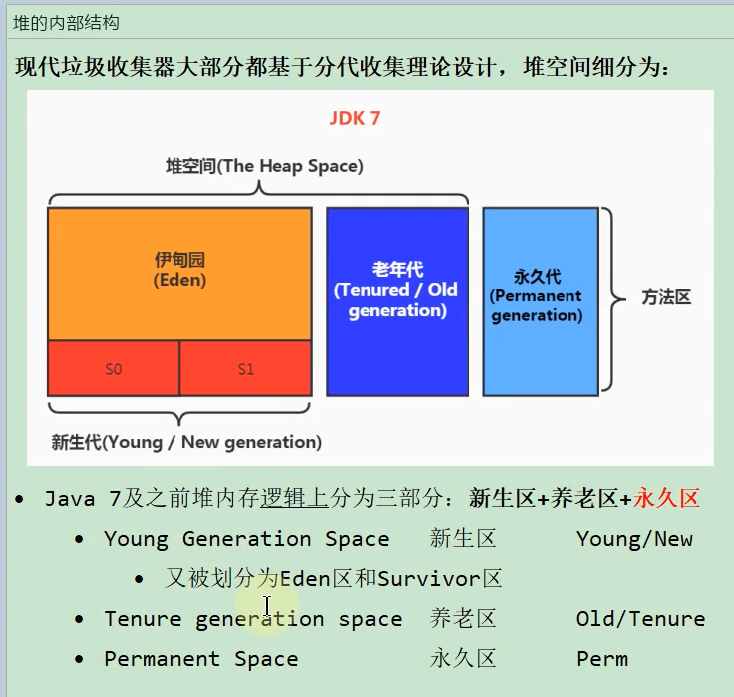 堆的内部结构
现代垃圾收集器大部分都基于分代收集理论设计，堆空间细分为：
JDK 7
堆空间(The Heap Space)
伊甸园
(Eden)
老年代
(Tenured / Old
generation)
永久代
(Permanent
generation)
方法区
S0
S1
新生代(Young / New generation)
• Java 7及之前堆内存逻辑上分为三部分：新生区+养老区+永久区
• Young Generation Space 新生区 Young/New
• 又被划分为Eden区和Survivor区
• Tenure generation space 养老区 Old/Tenure
• Permanent Space 永久区 Perm